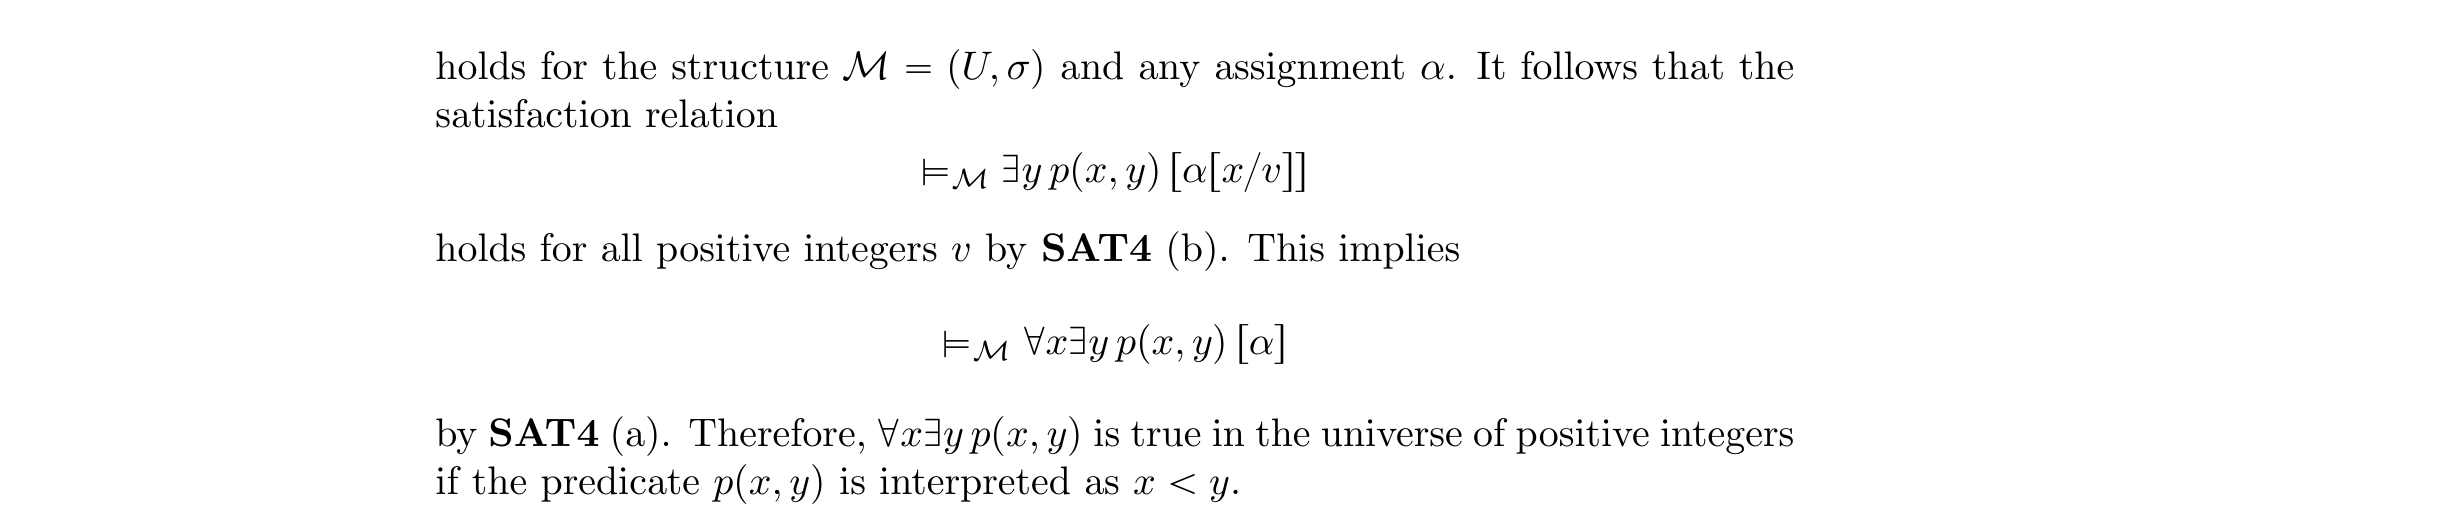 holds for the structure ℳ = (U, σ) and any assignment α. It follows that the
satisfaction relation
⊨ℳ ∃y p(x, y) [α[x/v]]
holds for all positive integers v by SAT4 (b). This implies
⊨ℳ ∀x∃y p(x, y) [α]
by SAT4 (a). Therefore, ∀x∃y p(x, y) is true in the universe of positive integers
if the predicate p(x, y) is interpreted as x < y.